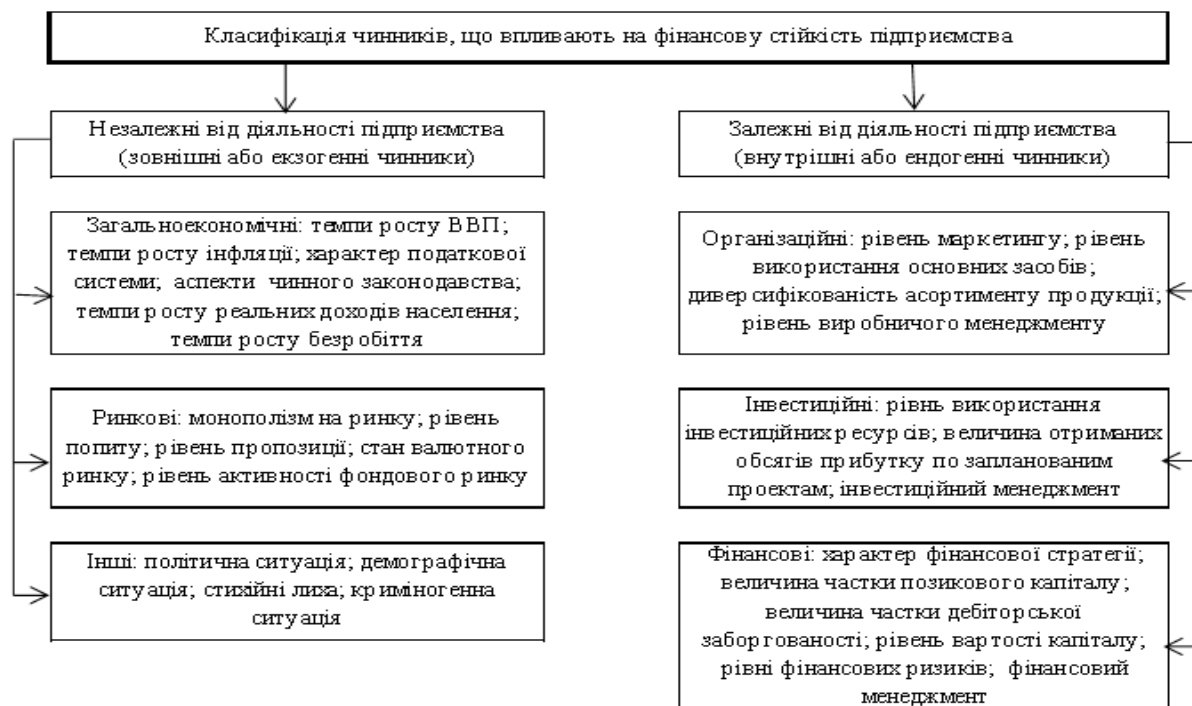 Класифікація чинників, що впливають на фінансову стійкість підприємства
Незалежні від діяльності підприємства
(зовнішні або екзогенні чинники)
Загальноекономічні: темпи росту ВВП;
темпи росту інфляції; характер податкової
системи; аспекти чинного законодавства;
темпи росту реальних доходів населення;
темпи росту безробіття
Ринкові: монополізм на ринку; рівень
попиту; рівень пропозиції; стан валютного
ринку; рівень активності фондового ринку
Інші: політична ситуація; демографічна
ситуація; стихійні лиха; криміногенна
ситуація
Залежні від діяльності підприємства
(внутрішні або ендогенні чинники)
Організаційні: рівень маркетингу; рівень
використання основних засобів;
диверсифікованість асортименту продукції;
рівень виробничого менеджменту
Інвестиційні: рівнь використання
інвестиційних ресурсів; величина отриманих
обсягів прибутку по запланованим
проектам; інвестиційний менеджмент
Фінансові: характер фінансової стратегії;
величина частки позикового капіталу;
величина частки дебіторської
заборгованості; рівень вартості капіталу;
рівні фінансових ризиків; фінансовий
менеджмент